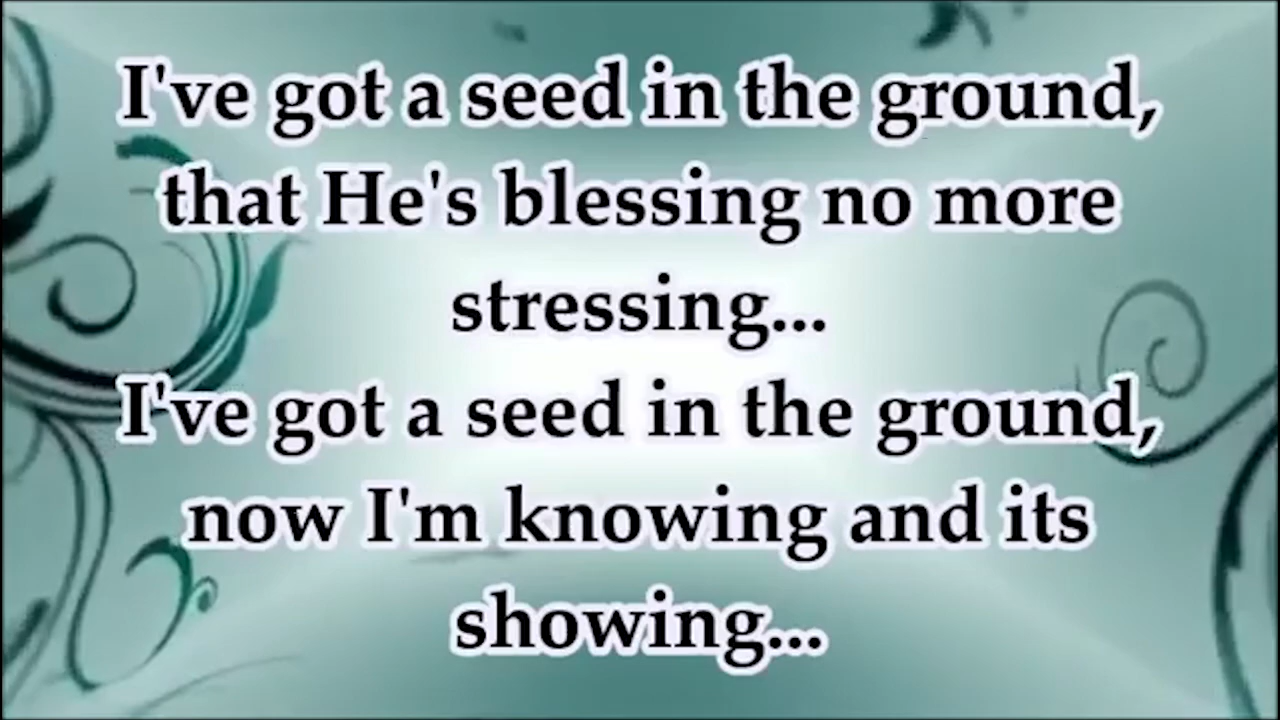 I've got a seed in the ground,
that He's blessing no more
stressing...
I've got a seed in the ground,
now I'm knowing and its
showing...